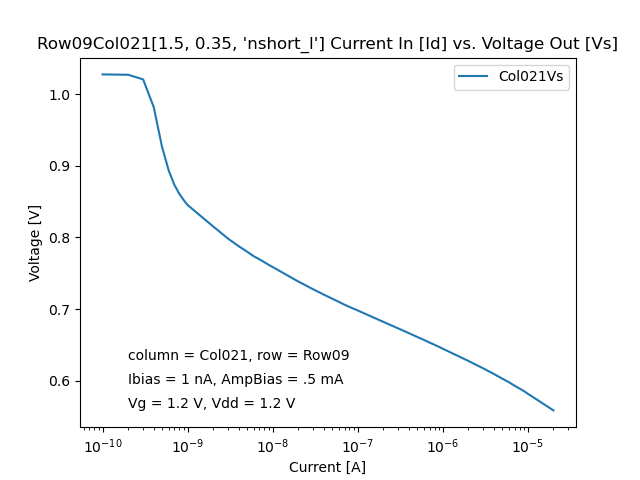 Row09Col021[1.5, 0.35, 'nshort_l'] Current In [Id] vs. Voltage Out [Vs]
Col021Vs
1.0
0.9
0.8
0.7
0.6
Voltage [V]
column = Col021, row = Row09
Ibias = 1 nA, AmpBias = .5 mA
Vg = 1.2 V, Vdd = 1.2 V
10⁻¹⁰ 10⁻⁹ 10⁻⁸ 10⁻⁷ 10⁻⁶ 10⁻⁵
Current [A]